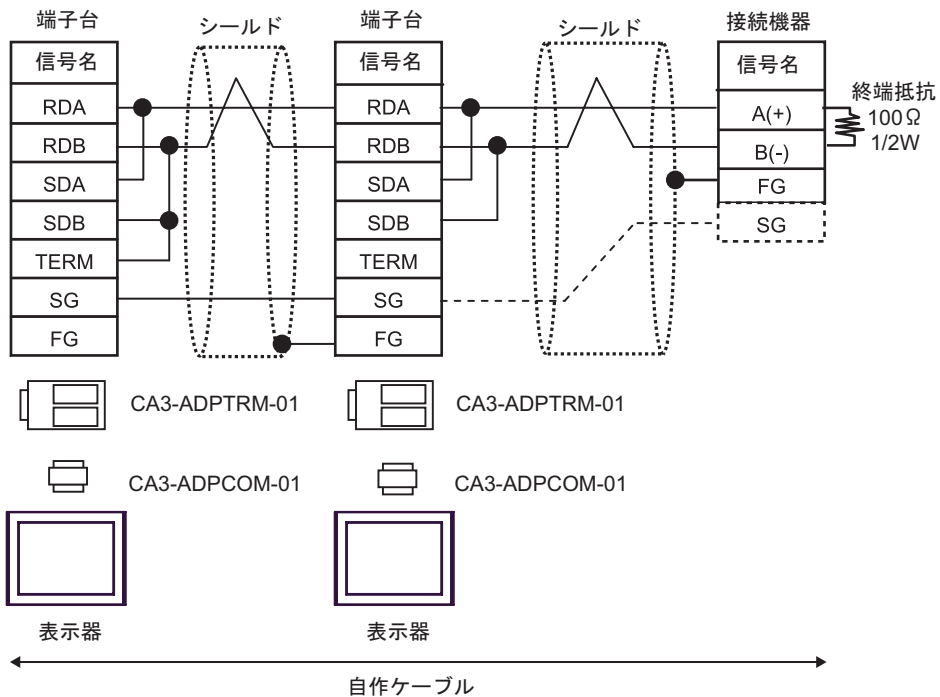 端子台
シールド
端子台
シールド
接続機器
信号名
信号名
信号名
終端抵抗
100Ω
1/2W
RDA
RDB
SDA
SDB
TERM
SG
FG
RDA
RDB
SDA
SDB
TERM
SG
FG
A(+)
B(-)
FG
SG
CA3-ADPTRM-01
CA3-ADPTRM-01
CA3-ADPCOM-01
CA3-ADPCOM-01
表示器
表示器
自作ケーブル